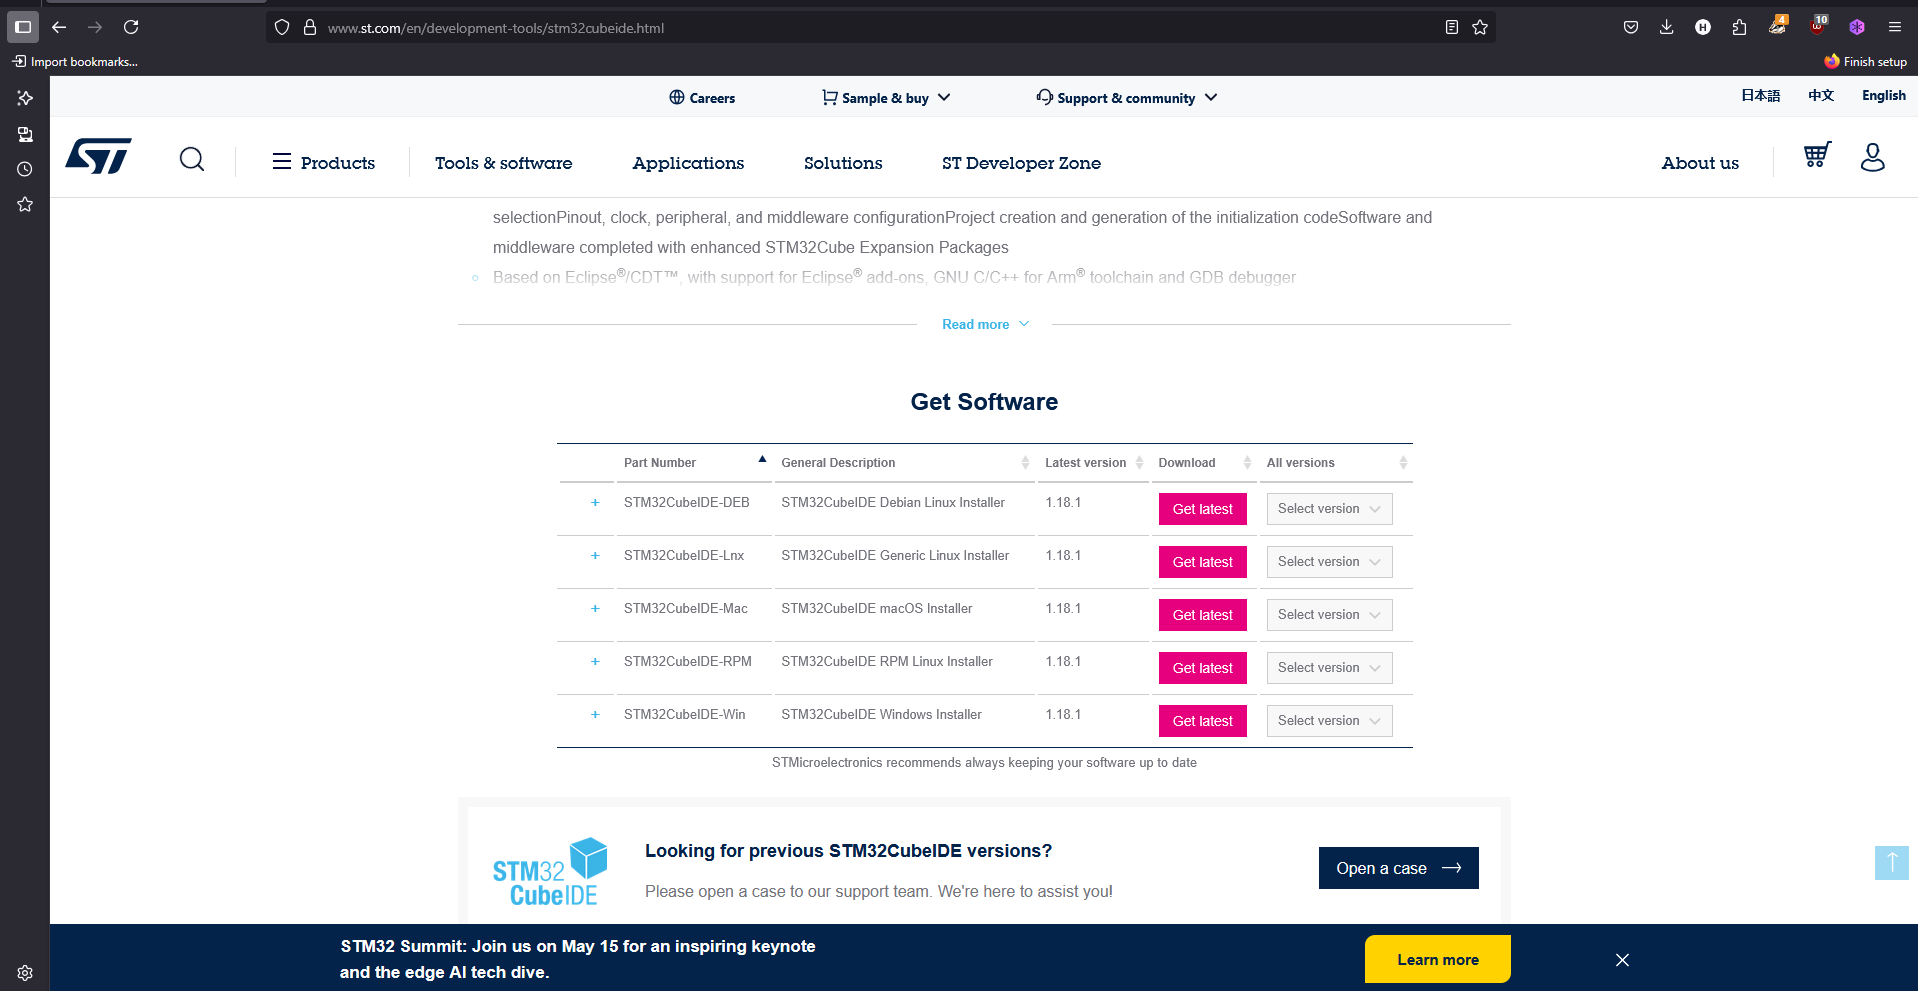 www.st.com/en/development-tools/stm32cubeide.html
4
10
Import bookmarks...
Finish setup
Careers
Sample & buy
Support & community
日本語
中文
English
ST
Products
Tools & software
Applications
Solutions
ST Developer Zone
About us
selectionPinout, clock, peripheral, and middleware configurationProject creation and generation of the initialization codeSoftware and
middleware completed with enhanced STM32Cube Expansion Packages
Based on Eclipse®/CDT™, with support for Eclipse® add-ons, GNU C/C++ for Arm® toolchain and GDB debugger
Read more
Get Software
Part Number General Description Latest version Download All versions
+ STM32CubeIDE-DEB STM32CubeIDE Debian Linux Installer 1.18.1 Get latest Select version
+ STM32CubeIDE-Lnx STM32CubeIDE Generic Linux Installer 1.18.1 Get latest Select version
+ STM32CubeIDE-Mac STM32CubeIDE macOS Installer 1.18.1 Get latest Select version
+ STM32CubeIDE-RPM STM32CubeIDE RPM Linux Installer 1.18.1 Get latest Select version
+ STM32CubeIDE-Win STM32CubeIDE Windows Installer 1.18.1 Get latest Select version
STMicroelectronics recommends always keeping your software up to date
STM32
CubeIDE
Looking for previous STM32CubeIDE versions?
Please open a case to our support team. We're here to assist you!
Open a case
STM32 Summit: Join us on May 15 for an inspiring keynote
and the edge AI tech dive.
Learn more